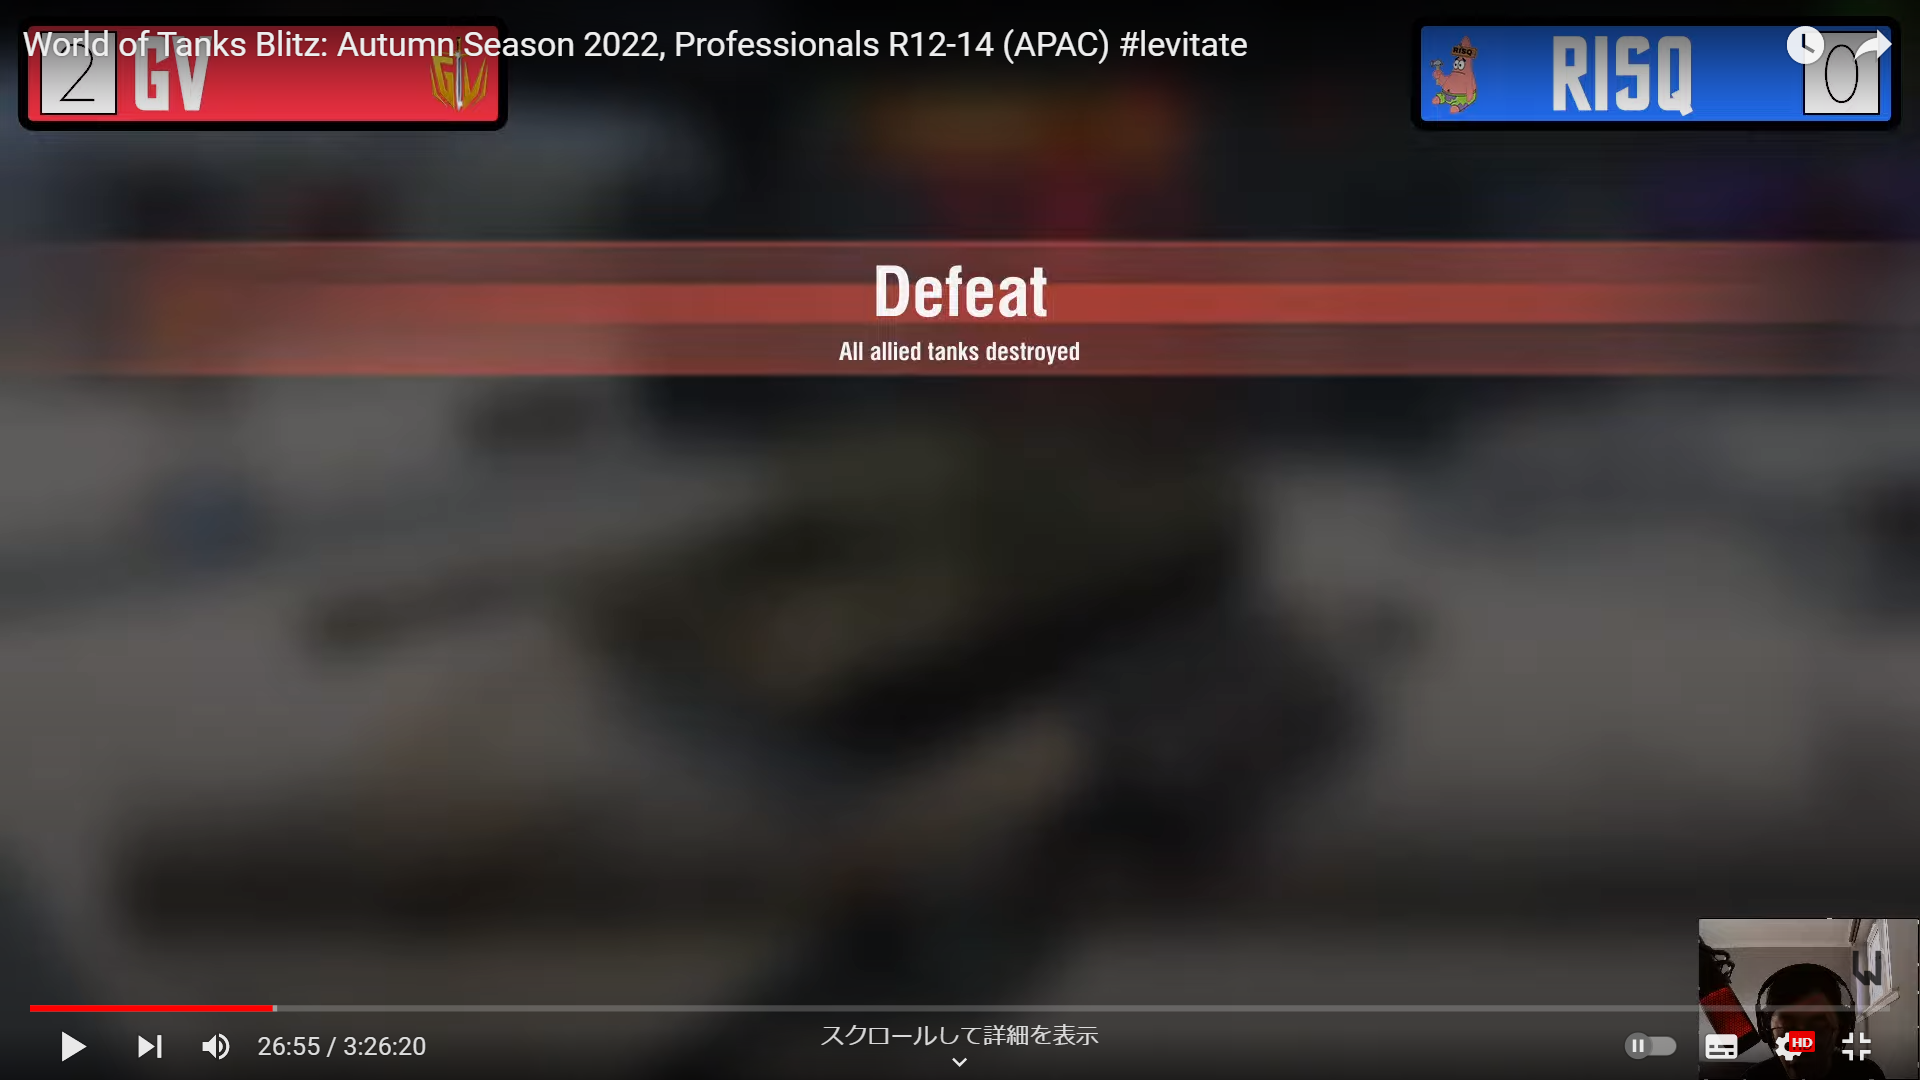 World of Tanks Blitz: Autumn Season 2022, Professionals R12-14 (APAC) #levitate
2 GV GV
RISQ RISQ 0
Defeat
All allied tanks destroyed
26:55 / 3:26:20
スクロールして詳細を表示
HD
W